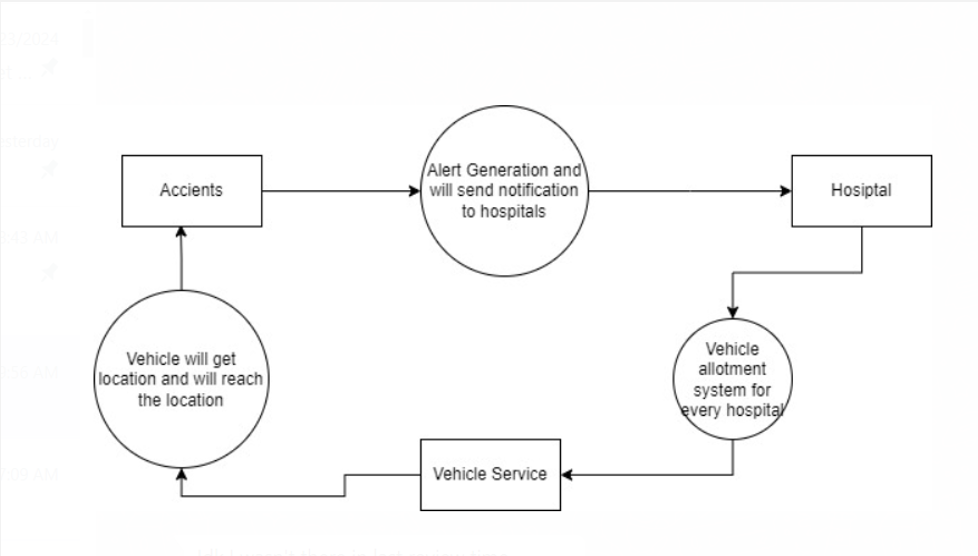 Accients
Alert Generation and
will send notification
to hospitals
Hosiptal
Vehicle will get
location and will reach
the location
Vehicle
allotment
system for
every hospital
Vehicle Service